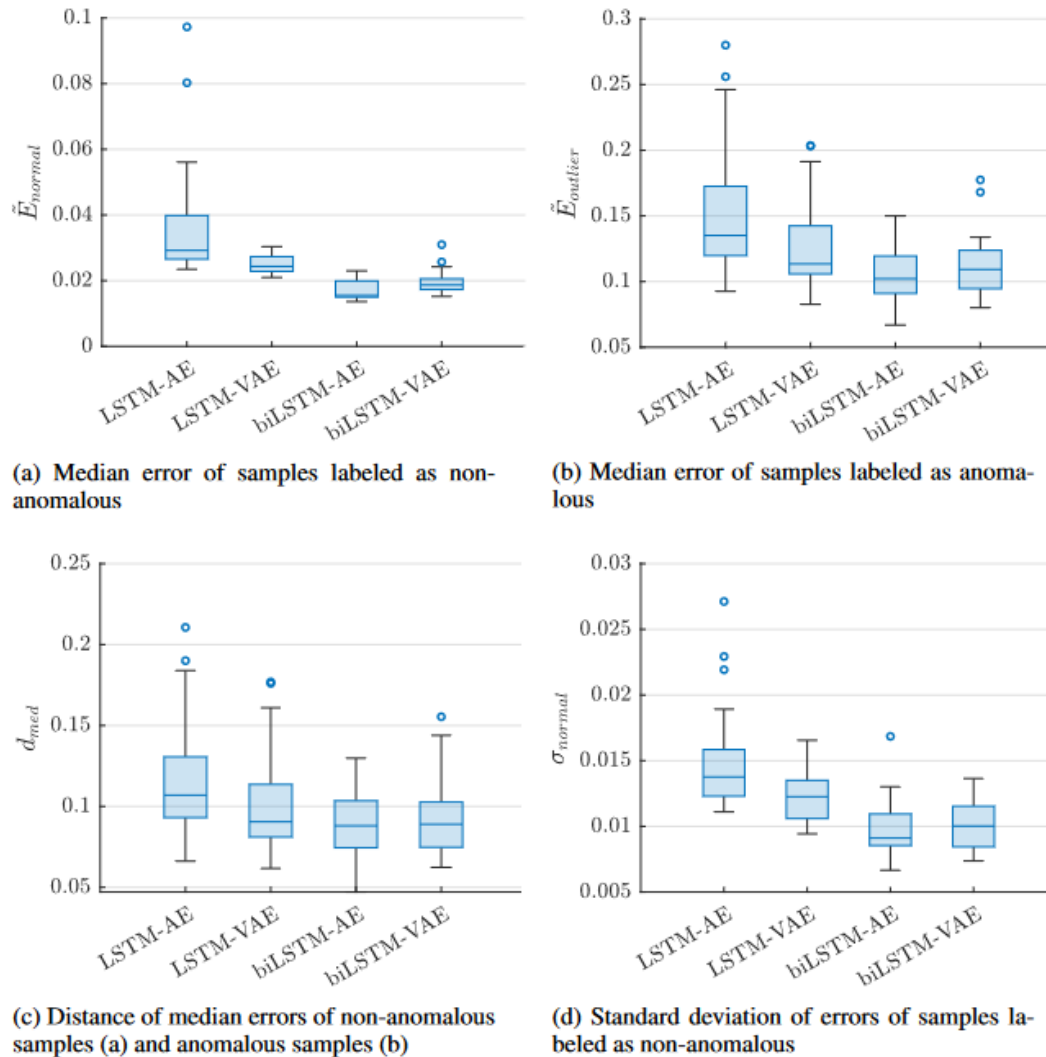 0.1
0.08
0.06
0.04
0.02
0
Ẽnormal
LSTM-AE
LSTM-VAE
biLSTM-AE
biLSTM-VAE
(a) Median error of samples labeled as non-
anomalous
0.3
0.25
0.2
0.15
0.1
0.05
Ẽoutlier
LSTM-AE
LSTM-VAE
biLSTM-AE
biLSTM-VAE
(b) Median error of samples labeled as anoma-
lous
0.25
0.2
0.15
0.1
0.05
dmed
LSTM-AE
LSTM-VAE
biLSTM-AE
biLSTM-VAE
(c) Distance of median errors of non-anomalous
samples (a) and anomalous samples (b)
0.03
0.025
0.02
0.015
0.01
0.005
σnormal
LSTM-AE
LSTM-VAE
biLSTM-AE
biLSTM-VAE
(d) Standard deviation of errors of samples la-
beled as non-anomalous